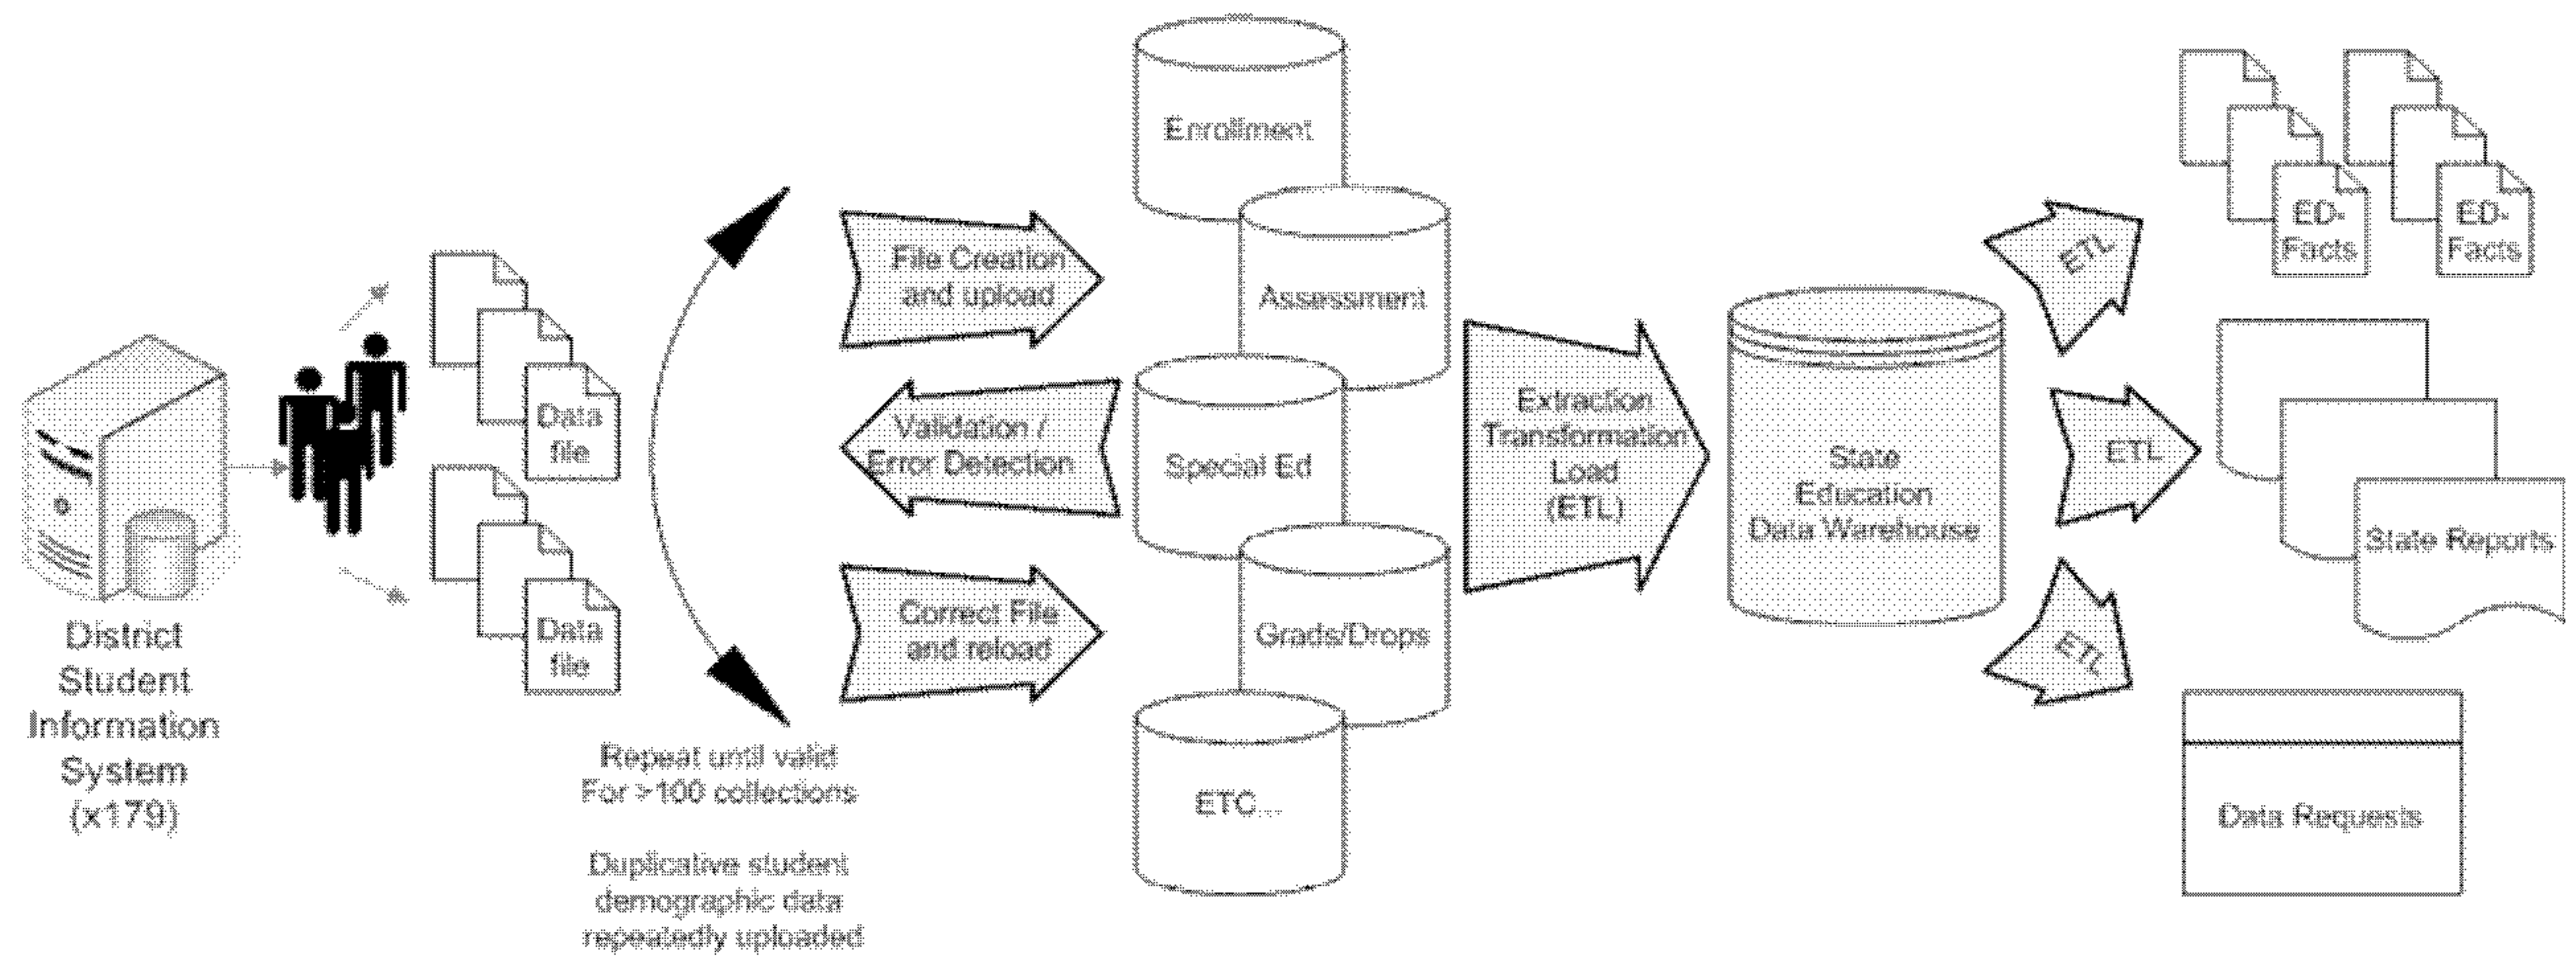 District
Student
Information
System
(x179)
Data
file
Data
file
Repeat until valid
For >100 collections
Duplicative student
demographic data
repeatedly uploaded
File Creation
and upload
Validation /
Error Detection
Correct File
and reload
Enrollment
Assessment
Special Ed
Grads/Drops
ETC...
Extraction
Transformation
Load
(ETL)
State
Education
Data Warehouse
ETL
ETL
ETL
ED-
Facts
ED-
Facts
State Reports
Data Requests